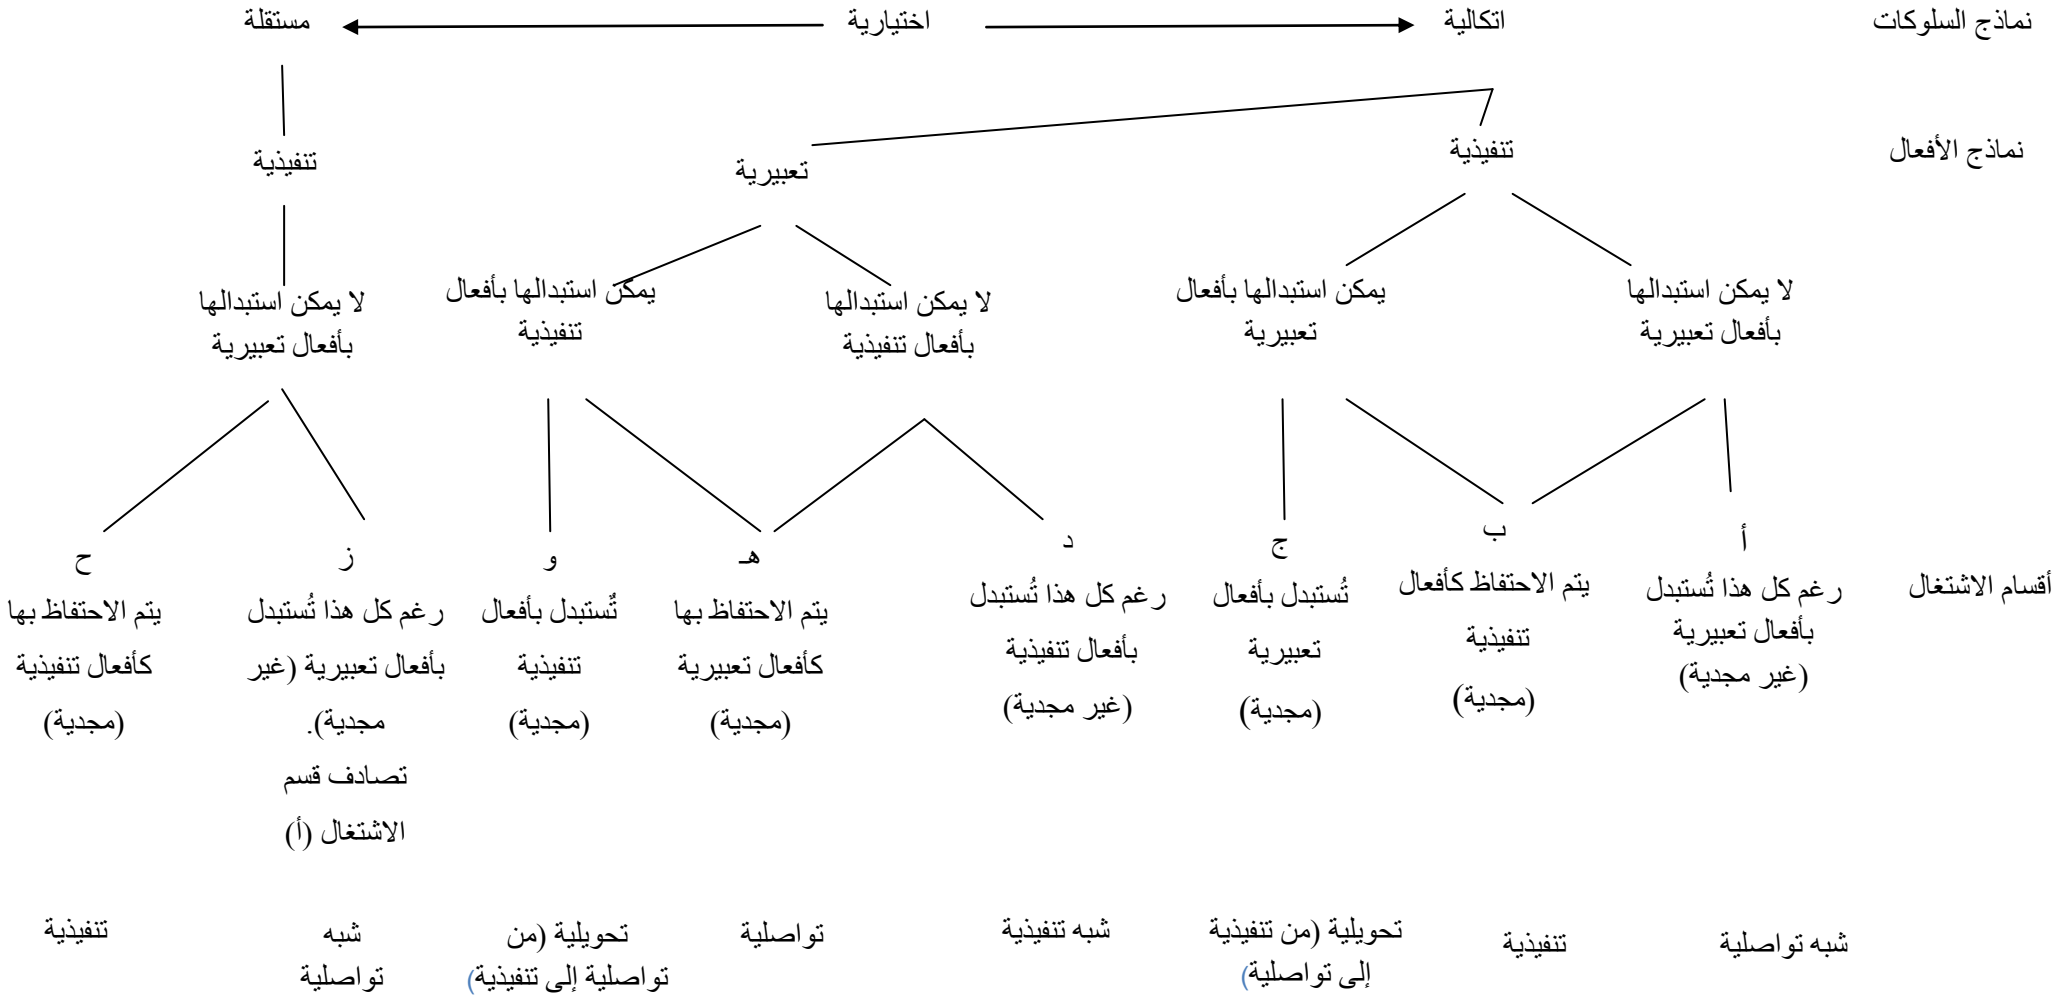 نماذج السلوكات
اتكالية
اختيارية
مستقلة
نماذج الأفعال
تنفيذية
تعبيرية
تنفيذية
لا يمكن استبدالها
بأفعال تعبيرية
يمكن استبدالها بأفعال
تعبيرية
لا يمكن استبدالها
بأفعال تنفيذية
يمكن استبدالها بأفعال
تنفيذية
لا يمكن استبدالها
بأفعال تعبيرية
أقسام الاشتغال
أ
رغم كل هذا تُستبدل
بأفعال تعبيرية
(غير مجدية)
ب
يتم الاحتفاظ كأفعال
تنفيذية
(مجدية)
ج
تُستبدل بأفعال
تعبيرية
(مجدية)
د
رغم كل هذا تُستبدل
بأفعال تنفيذية
(غير مجدية)
هـ
يتم الاحتفاظ بها
كأفعال تعبيرية
(مجدية)
و
تٌستبدل بأفعال
تنفيذية
(مجدية)
ز
رغم كل هذا تُستبدل
بأفعال تعبيرية (غير
مجدية).
تصادف قسم
الاشتغال (أ)
ح
يتم الاحتفاظ بها
كأفعال تنفيذية
(مجدية)
شبه تواصلية
تنفيذية
تحويلية (من تنفيذية
إلى تواصلية)
شبه تنفيذية
تواصلية
تحويلية (من
تواصلية إلى تنفيذية)
شبه
تواصلية
تنفيذية